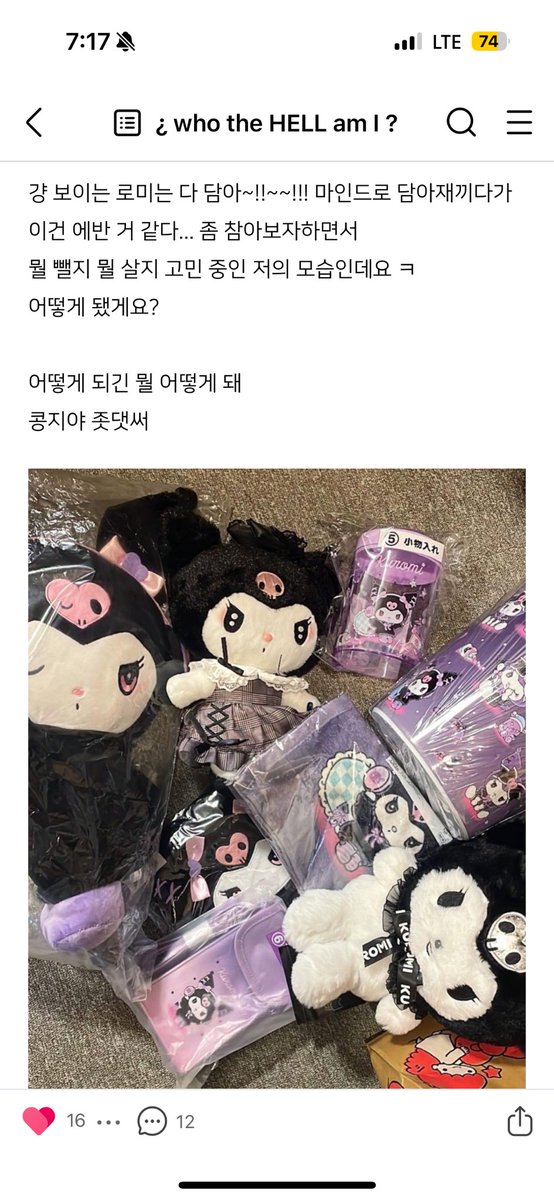 7:17
LTE
74
¿ who the HELL am I ?
걍 보이는 로미는 다 담아~!!~~!!! 마인드로 담아재끼다가
이건 에반 거 같다... 좀 참아보자하면서
뭘 뺄지 뭘 살지 고민 중인 저의 모습인데요 ㅋ
어떻게 됐게요?
어떻게 되긴 뭘 어떻게 돼
콩지야 좃댓써
⑤ 小物入れ
Kuromi
Kuromi
ROMI
I KUROMI KU
16
12